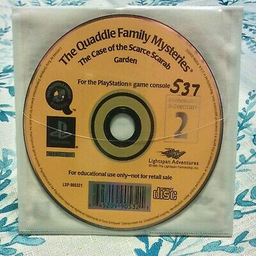 The Quaddle Family Mysteries®
The Case of the Scarce Scarab
Garden
For the PlayStation® game console
537
2
Lightspan Adventures
For educational use only—not for retail sale
disc